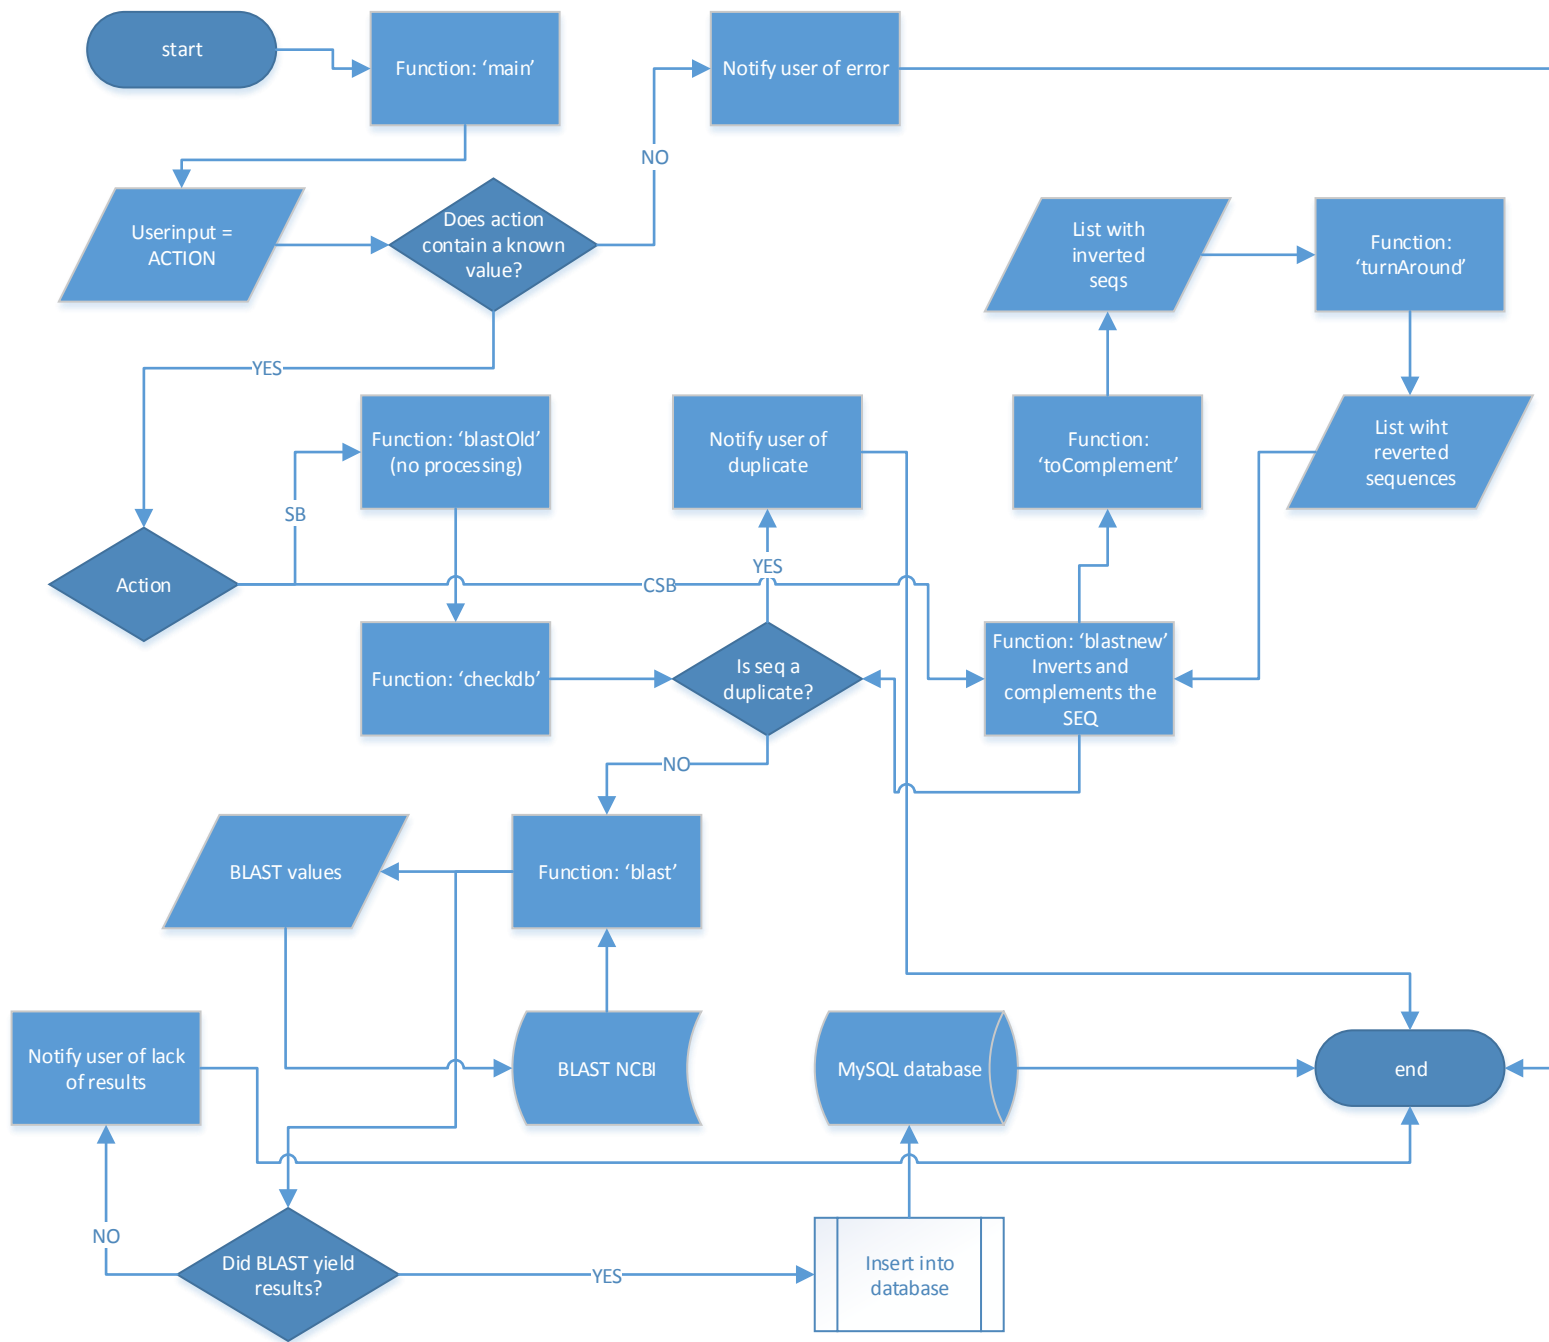 start
Function: ‘main’
Notify user of error
NO
Userinput =
ACTION
Does action
contain a known
value?
List with
inverted
seqs
Function:
‘turnAround’
YES
Function: ‘blastOld’
(no processing)
Notify user of
duplicate
Function:
‘toComplement’
List wiht
reverted
sequences
SB
YES
Action
CSB
Function: ‘checkdb’
Is seq a
duplicate?
Function: ‘blastnew’
Inverts and
complements the
SEQ
NO
BLAST values
Function: ‘blast’
Notify user of lack
of results
BLAST NCBI
MySQL database
end
NO
Did BLAST yield
results?
YES
Insert into
database